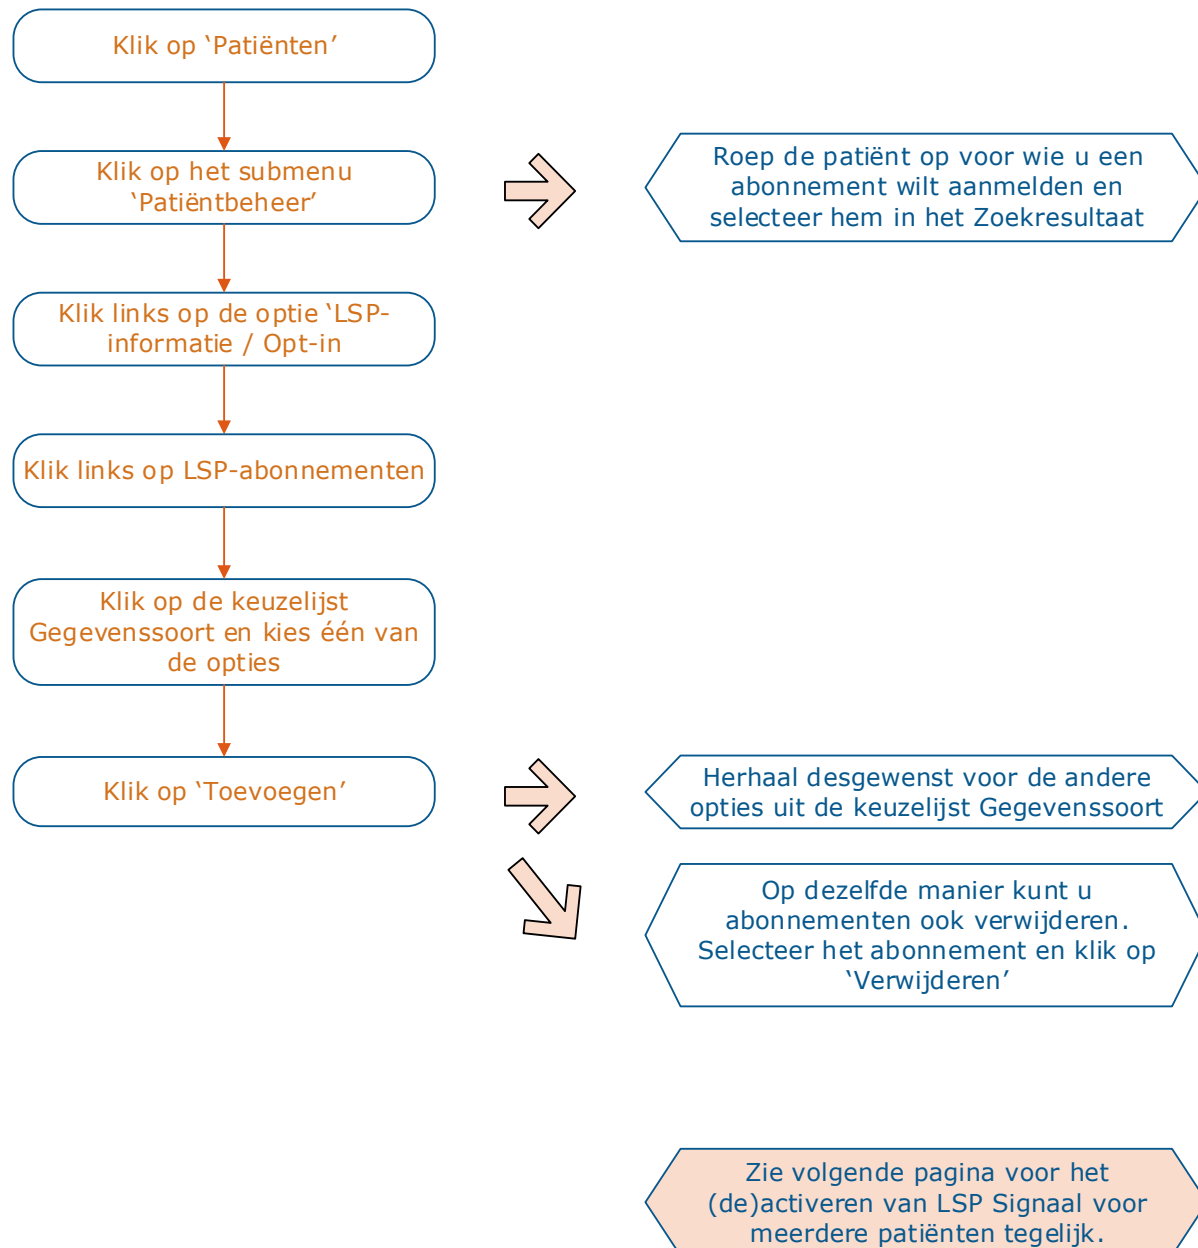 Klik op ‘Patiënten’
Klik op het submenu
‘Patiëntbeheer’
Roep de patiënt op voor wie u een
abonnement wilt aanmelden en
selecteer hem in het Zoekresultaat
Klik links op de optie ‘LSP-
informatie / Opt-in
Klik links op LSP-abonnementen
Klik op de keuzelijst
Gegevenssoort en kies één van
de opties
Klik op ‘Toevoegen’
Herhaal desgewenst voor de andere
opties uit de keuzelijst Gegevenssoort
Op dezelfde manier kunt u
abonnementen ook verwijderen.
Selecteer het abonnement en klik op
‘Verwijderen’
Zie volgende pagina voor het
(de)activeren van LSP Signaal voor
meerdere patiënten tegelijk.